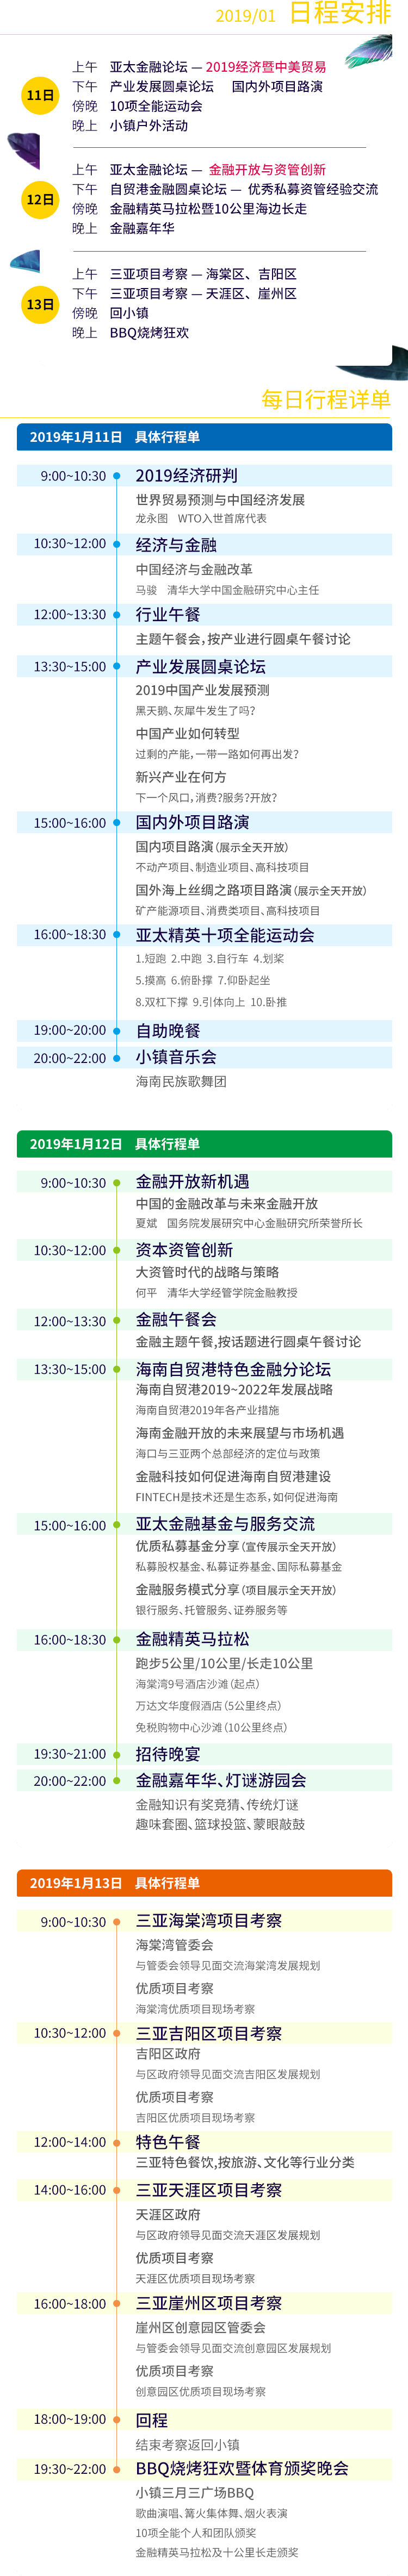 2019/01 日程安排
11日
上午 亚太金融论坛 — 2019经济暨中美贸易
下午 产业发展圆桌论坛 国内外项目路演
傍晚 10项全能运动会
晚上 小镇户外活动
12日
上午 亚太金融论坛 — 金融开放与资管创新
下午 自贸港金融圆桌论坛 — 优秀私募资管经验交流
傍晚 金融精英马拉松暨10公里海边长走
晚上 金融嘉年华
13日
上午 三亚项目考察 — 海棠区、吉阳区
下午 三亚项目考察 — 天涯区、崖州区
傍晚 回小镇
晚上 BBQ烧烤狂欢
每日行程详单
2019年1月11日 具体行程单
9:00~10:30 2019经济研判
世界贸易预测与中国经济发展
龙永图 WTO入世首席代表
10:30~12:00 经济与金融
中国经济与金融改革
马骏 清华大学中国金融研究中心主任
12:00~13:30 行业午餐
主题午餐会,按产业进行圆桌午餐讨论
13:30~15:00 产业发展圆桌论坛
2019中国产业发展预测
黑天鹅、灰犀牛发生了吗?
中国产业如何转型
过剩的产能,一带一路如何再出发?
新兴产业在何方
下一个风口,消费?服务?开放?
15:00~16:00 国内外项目路演
国内项目路演(展示全天开放)
不动产项目、制造业项目、高科技项目
国外海上丝绸之路项目路演(展示全天开放)
矿产能源项目、消费类项目、高科技项目
16:00~18:30 亚太精英十项全能运动会
1.短跑 2.中跑 3.自行车 4.划桨
5.摸高 6.俯卧撑 7.仰卧起坐
8.双杠下撑 9.引体向上 10.卧推
19:00~20:00 自助晚餐
20:00~22:00 小镇音乐会
海南民族歌舞团
2019年1月12日 具体行程单
9:00~10:30 金融开放新机遇
中国的金融改革与未来金融开放
夏斌 国务院发展研究中心金融研究所荣誉所长
10:30~12:00 资本资管创新
大资管时代的战略与策略
何平 清华大学经管学院金融教授
12:00~13:30 金融午餐会
金融主题午餐,按话题进行圆桌午餐讨论
13:30~15:00 海南自贸港特色金融分论坛
海南自贸港2019~2022年发展战略
海南自贸港2019年各产业措施
海南金融开放的未来展望与市场机遇
海口与三亚两个总部经济的定位与政策
金融科技如何促进海南自贸港建设
FINTECH是技术还是生态系,如何促进海南
15:00~16:00 亚太金融基金与服务交流
优质私募基金分享(宣传展示全天开放)
私募股权基金、私募证券基金、国际私募基金
金融服务模式分享(项目展示全天开放)
银行服务、托管服务、证券服务等
16:00~18:30 金融精英马拉松
跑步5公里/10公里/长走10公里
海棠湾9号酒店沙滩(起点)
万达文华度假酒店(5公里终点)
免税购物中心沙滩(10公里终点)
19:30~21:00 招待晚宴
20:00~22:00 金融嘉年华、灯谜游园会
金融知识有奖竞猜、传统灯谜
趣味套圈、篮球投篮、蒙眼敲鼓
2019年1月13日 具体行程单
9:00~10:30 三亚海棠湾项目考察
海棠湾管委会
与管委会领导见面交流海棠湾发展规划
优质项目考察
海棠湾优质项目现场考察
10:30~12:00 三亚吉阳区项目考察
吉阳区政府
与区政府领导见面交流吉阳区发展规划
优质项目考察
吉阳区优质项目现场考察
12:00~14:00 特色午餐
三亚特色餐饮,按旅游、文化等行业分类
14:00~16:00 三亚天涯区项目考察
天涯区政府
与区政府领导见面交流天涯区发展规划
优质项目考察
天涯区优质项目现场考察
16:00~18:00 三亚崖州区项目考察
崖州区创意园区管委会
与管委会领导见面交流创意园区发展规划
优质项目考察
创意园区优质项目现场考察
18:00~19:00 回程
结束考察返回小镇
19:30~22:00 BBQ烧烤狂欢暨体育颁奖晚会
小镇三月三广场BBQ
歌曲演唱、篝火集体舞、烟火表演
10项全能个人和团队颁奖
金融精英马拉松及十公里长走颁奖